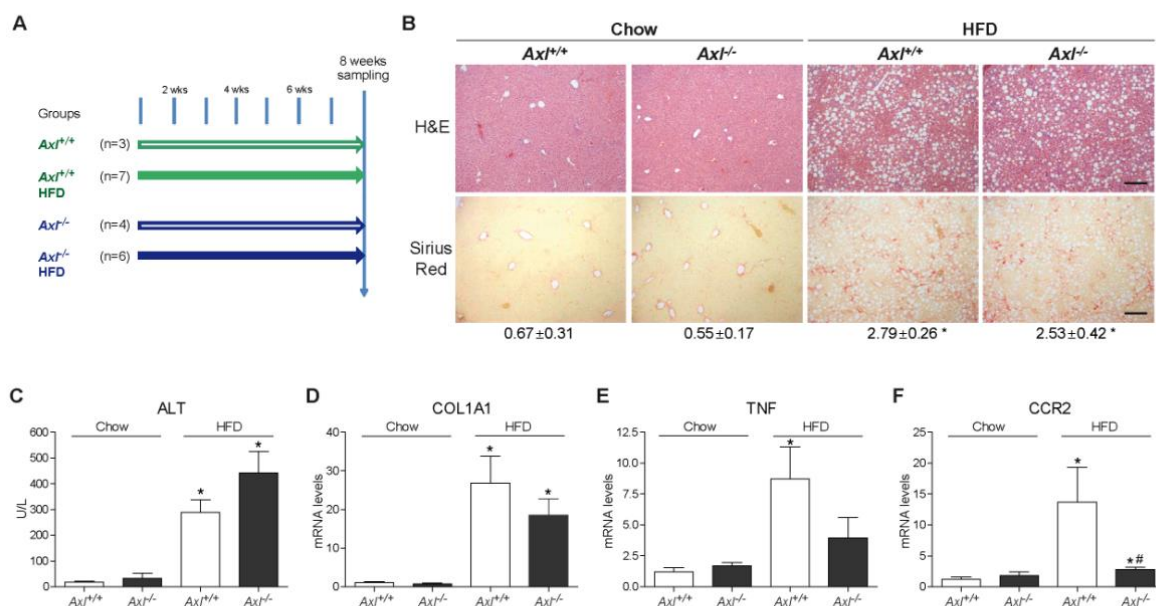 A
8 weeks
sampling
2 wks 4 wks 6 wks
Groups
Axl+/+ (n=3)
Axl+/+ (n=7)
HFD
Axl-/- (n=4)
Axl-/- (n=6)
HFD
B
Chow HFD
Axl+/+ Axl-/- Axl+/+ Axl-/-
H&E
Sirius
Red
0.67±0.31 0.55±0.17 2.79±0.26 * 2.53±0.42 *
C
ALT
Chow HFD
600
500
400
300
200
100
0
U/L
* *
Axl+/+ Axl-/- Axl+/+ Axl-/-
D
COL1A1
Chow HFD
40
30
20
10
0
mRNA levels
* *
Axl+/+ Axl-/- Axl+/+ Axl-/-
E
TNF
Chow HFD
12.5
10.0
7.5
5.0
2.5
0.0
mRNA levels
*
Axl+/+ Axl-/- Axl+/+ Axl-/-
F
CCR2
Chow HFD
25
20
15
10
5
0
mRNA levels
* *#
Axl+/+ Axl-/- Axl+/+ Axl-/-